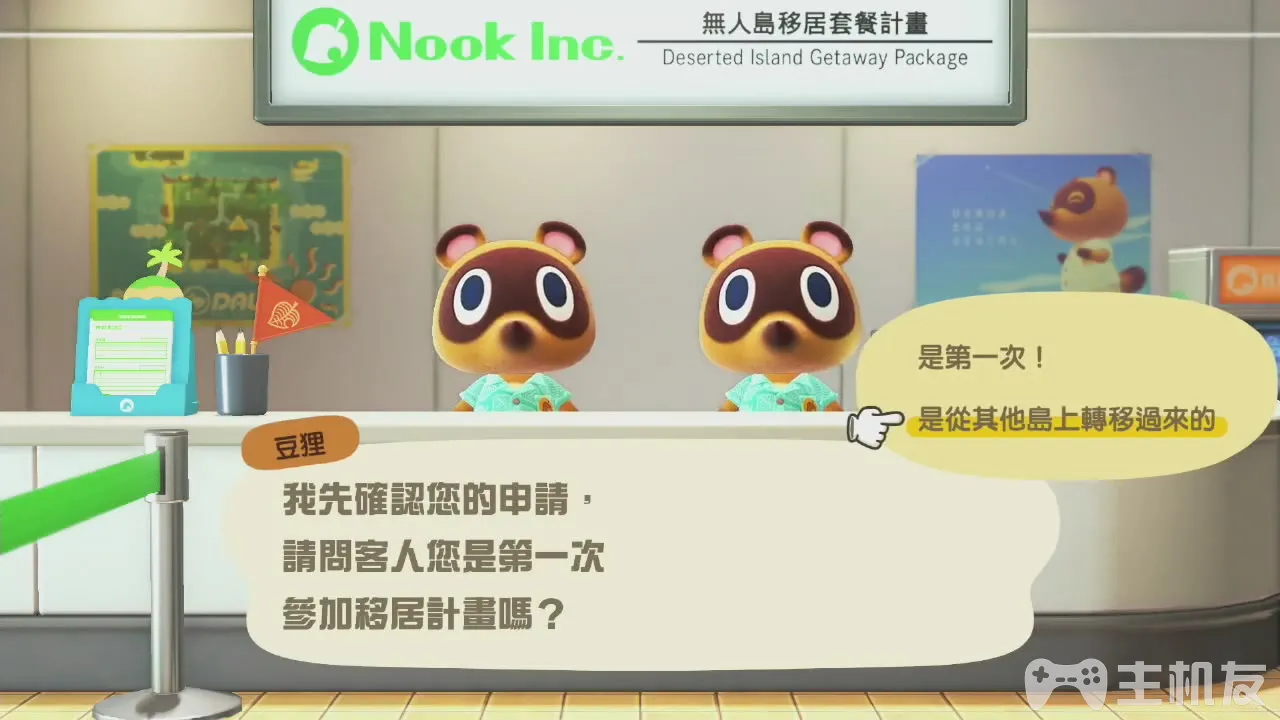 Nook Inc.
無人島移居套餐計畫
Deserted Island Getaway Package
DAL
是第一次！
是從其他島上轉移過來的
豆狸
我先確認您的申請，
請問客人您是第一次
參加移居計畫嗎？
主机友